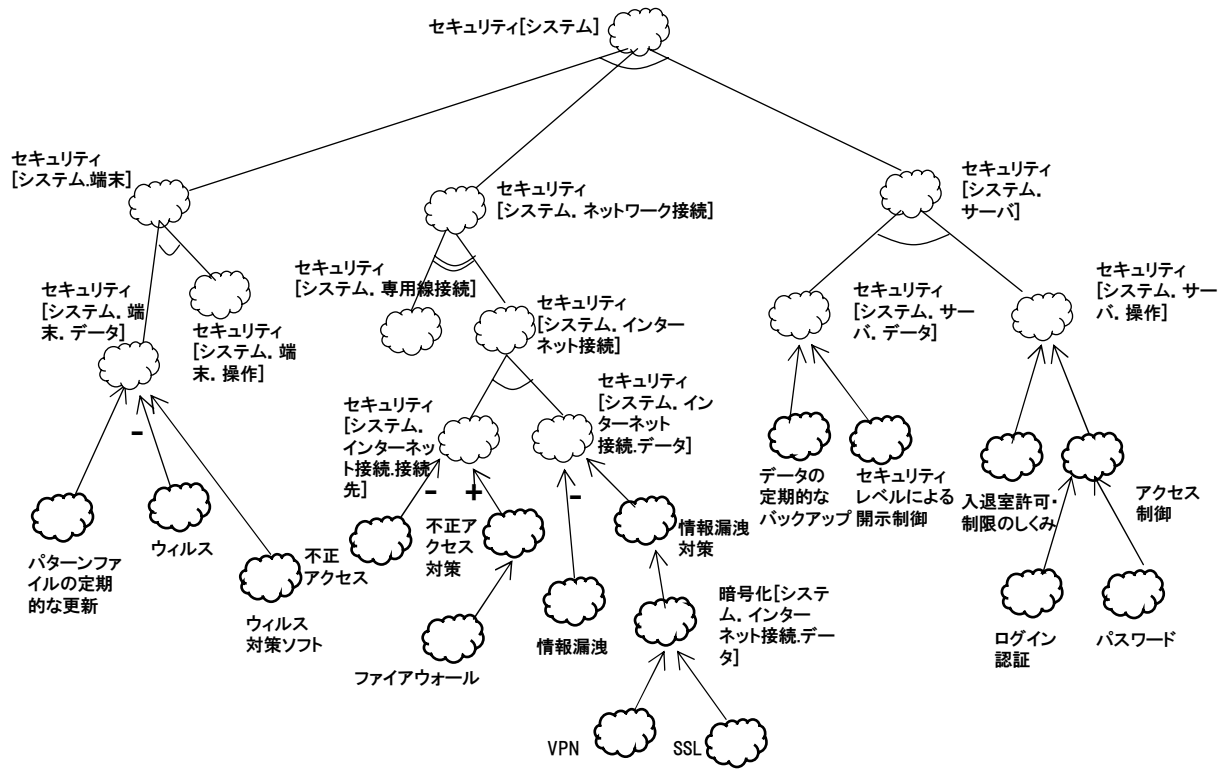 セキュリティ[システム]
セキュリティ
[システム.端末]
セキュリティ
[システム. ネットワーク接続]
セキュリティ
[システム.
サーバ]
セキュリティ
[システム. 端
末. データ]
セキュリティ
[システム. 端
末. 操作]
セキュリティ
[システム. 専用線接続]
セキュリティ
[システム. インター
ネット接続]
セキュリティ
[システム. サー
バ. データ]
セキュリティ
[システム. サー
バ. 操作]
セキュリティ
[システム.
インターネッ
ト接続.接続
先]
セキュリティ
[システム. イン
ターネット
接続.データ]
-
-
+
-
パターンファ
イルの定期
的な更新
ウィルス
ウィルス
対策ソフト
不正
アクセス
不正ア
クセス
対策
ファイアウォール
情報漏洩
情報漏洩
対策
暗号化[システ
ム. インター
ネット接続.デー
タ]
VPN
SSL
データの
定期的な
バックアップ
セキュリティ
レベルによる
開示制御
入退室許可・
制限のしくみ
アクセス
制御
ログイン
認証
パスワード